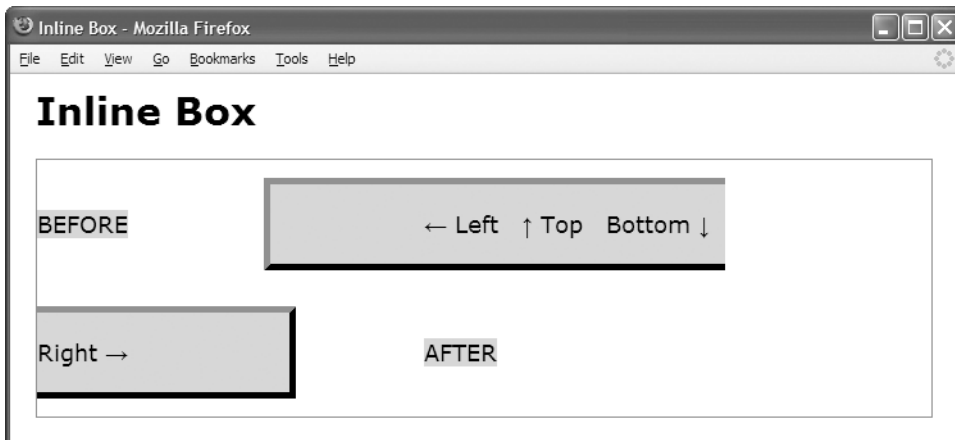 Inline Box - Mozilla Firefox
File Edit View Go Bookmarks Tools Help
Inline Box
BEFORE ← Left ↑ Top Bottom ↓
Right → AFTER